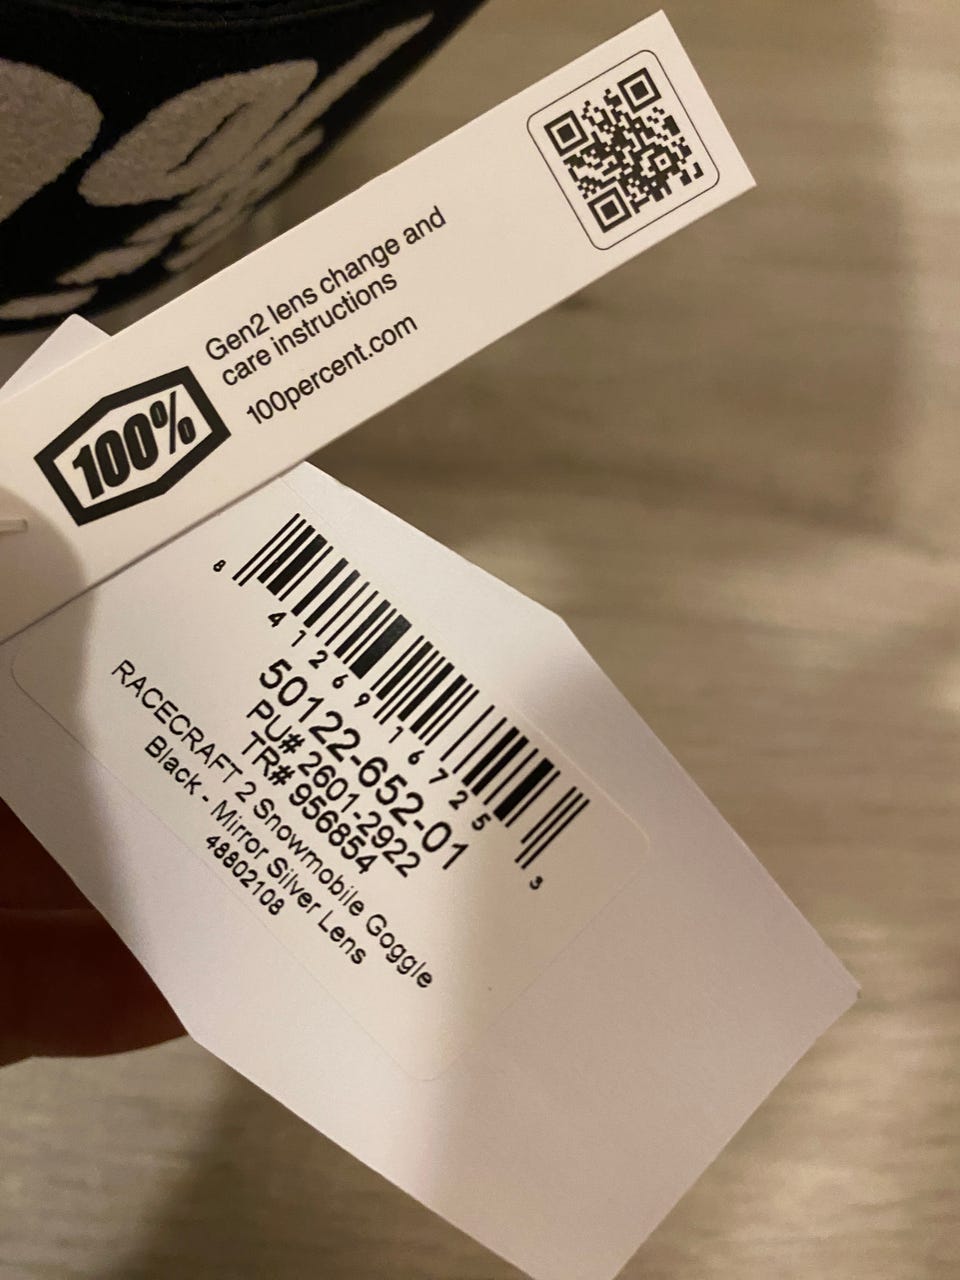 Gen2 lens change and
care instructions
100percent.com
100%
8 41269 16725 3
50122-652-01
PU# 2601-2922
TR# 956854
RACECRAFT 2 Snowmobile Goggle
Black - Mirror Silver Lens
48802108